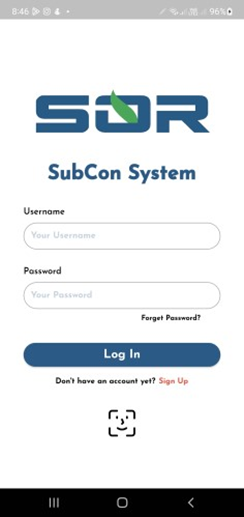 8:46
96%
SOR
SubCon System
Username
Your Username
Password
Your Password
Forget Password?
Log In
Don't have an account yet? Sign Up